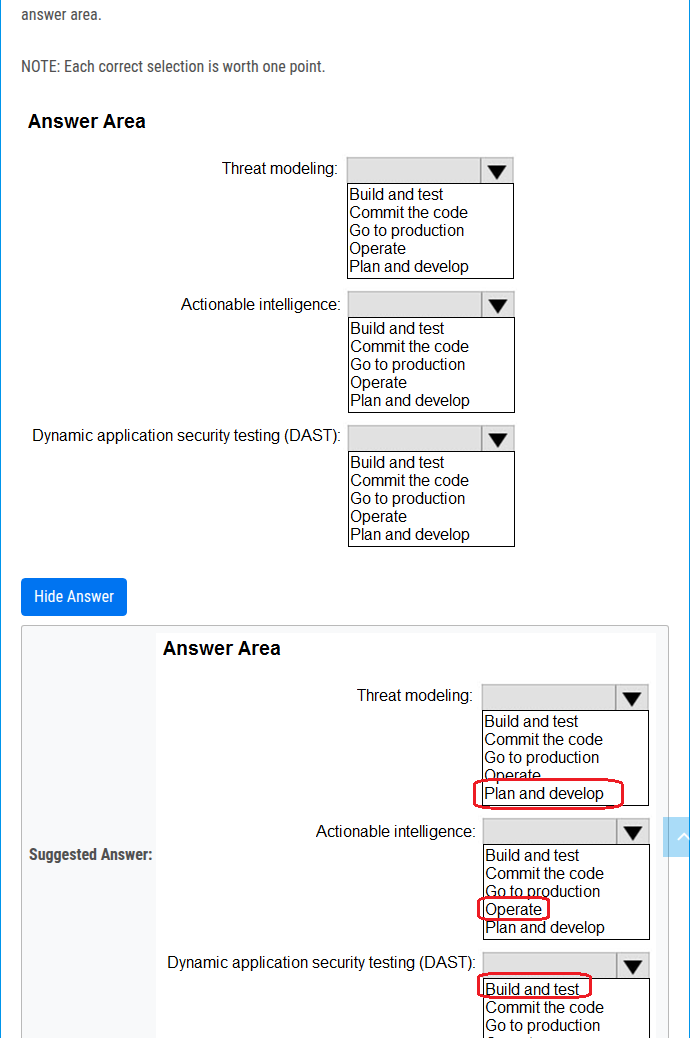 answer area.
NOTE: Each correct selection is worth one point.
Answer Area
Threat modeling:
Build and test
Commit the code
Go to production
Operate
Plan and develop
Actionable intelligence:
Build and test
Commit the code
Go to production
Operate
Plan and develop
Dynamic application security testing (DAST):
Build and test
Commit the code
Go to production
Operate
Plan and develop
Hide Answer
Suggested Answer:
Answer Area
Threat modeling:
Build and test
Commit the code
Go to production
Operate
Plan and develop
Actionable intelligence:
Build and test
Commit the code
Go to production
Operate
Plan and develop
Dynamic application security testing (DAST):
Build and test
Commit the code
Go to production